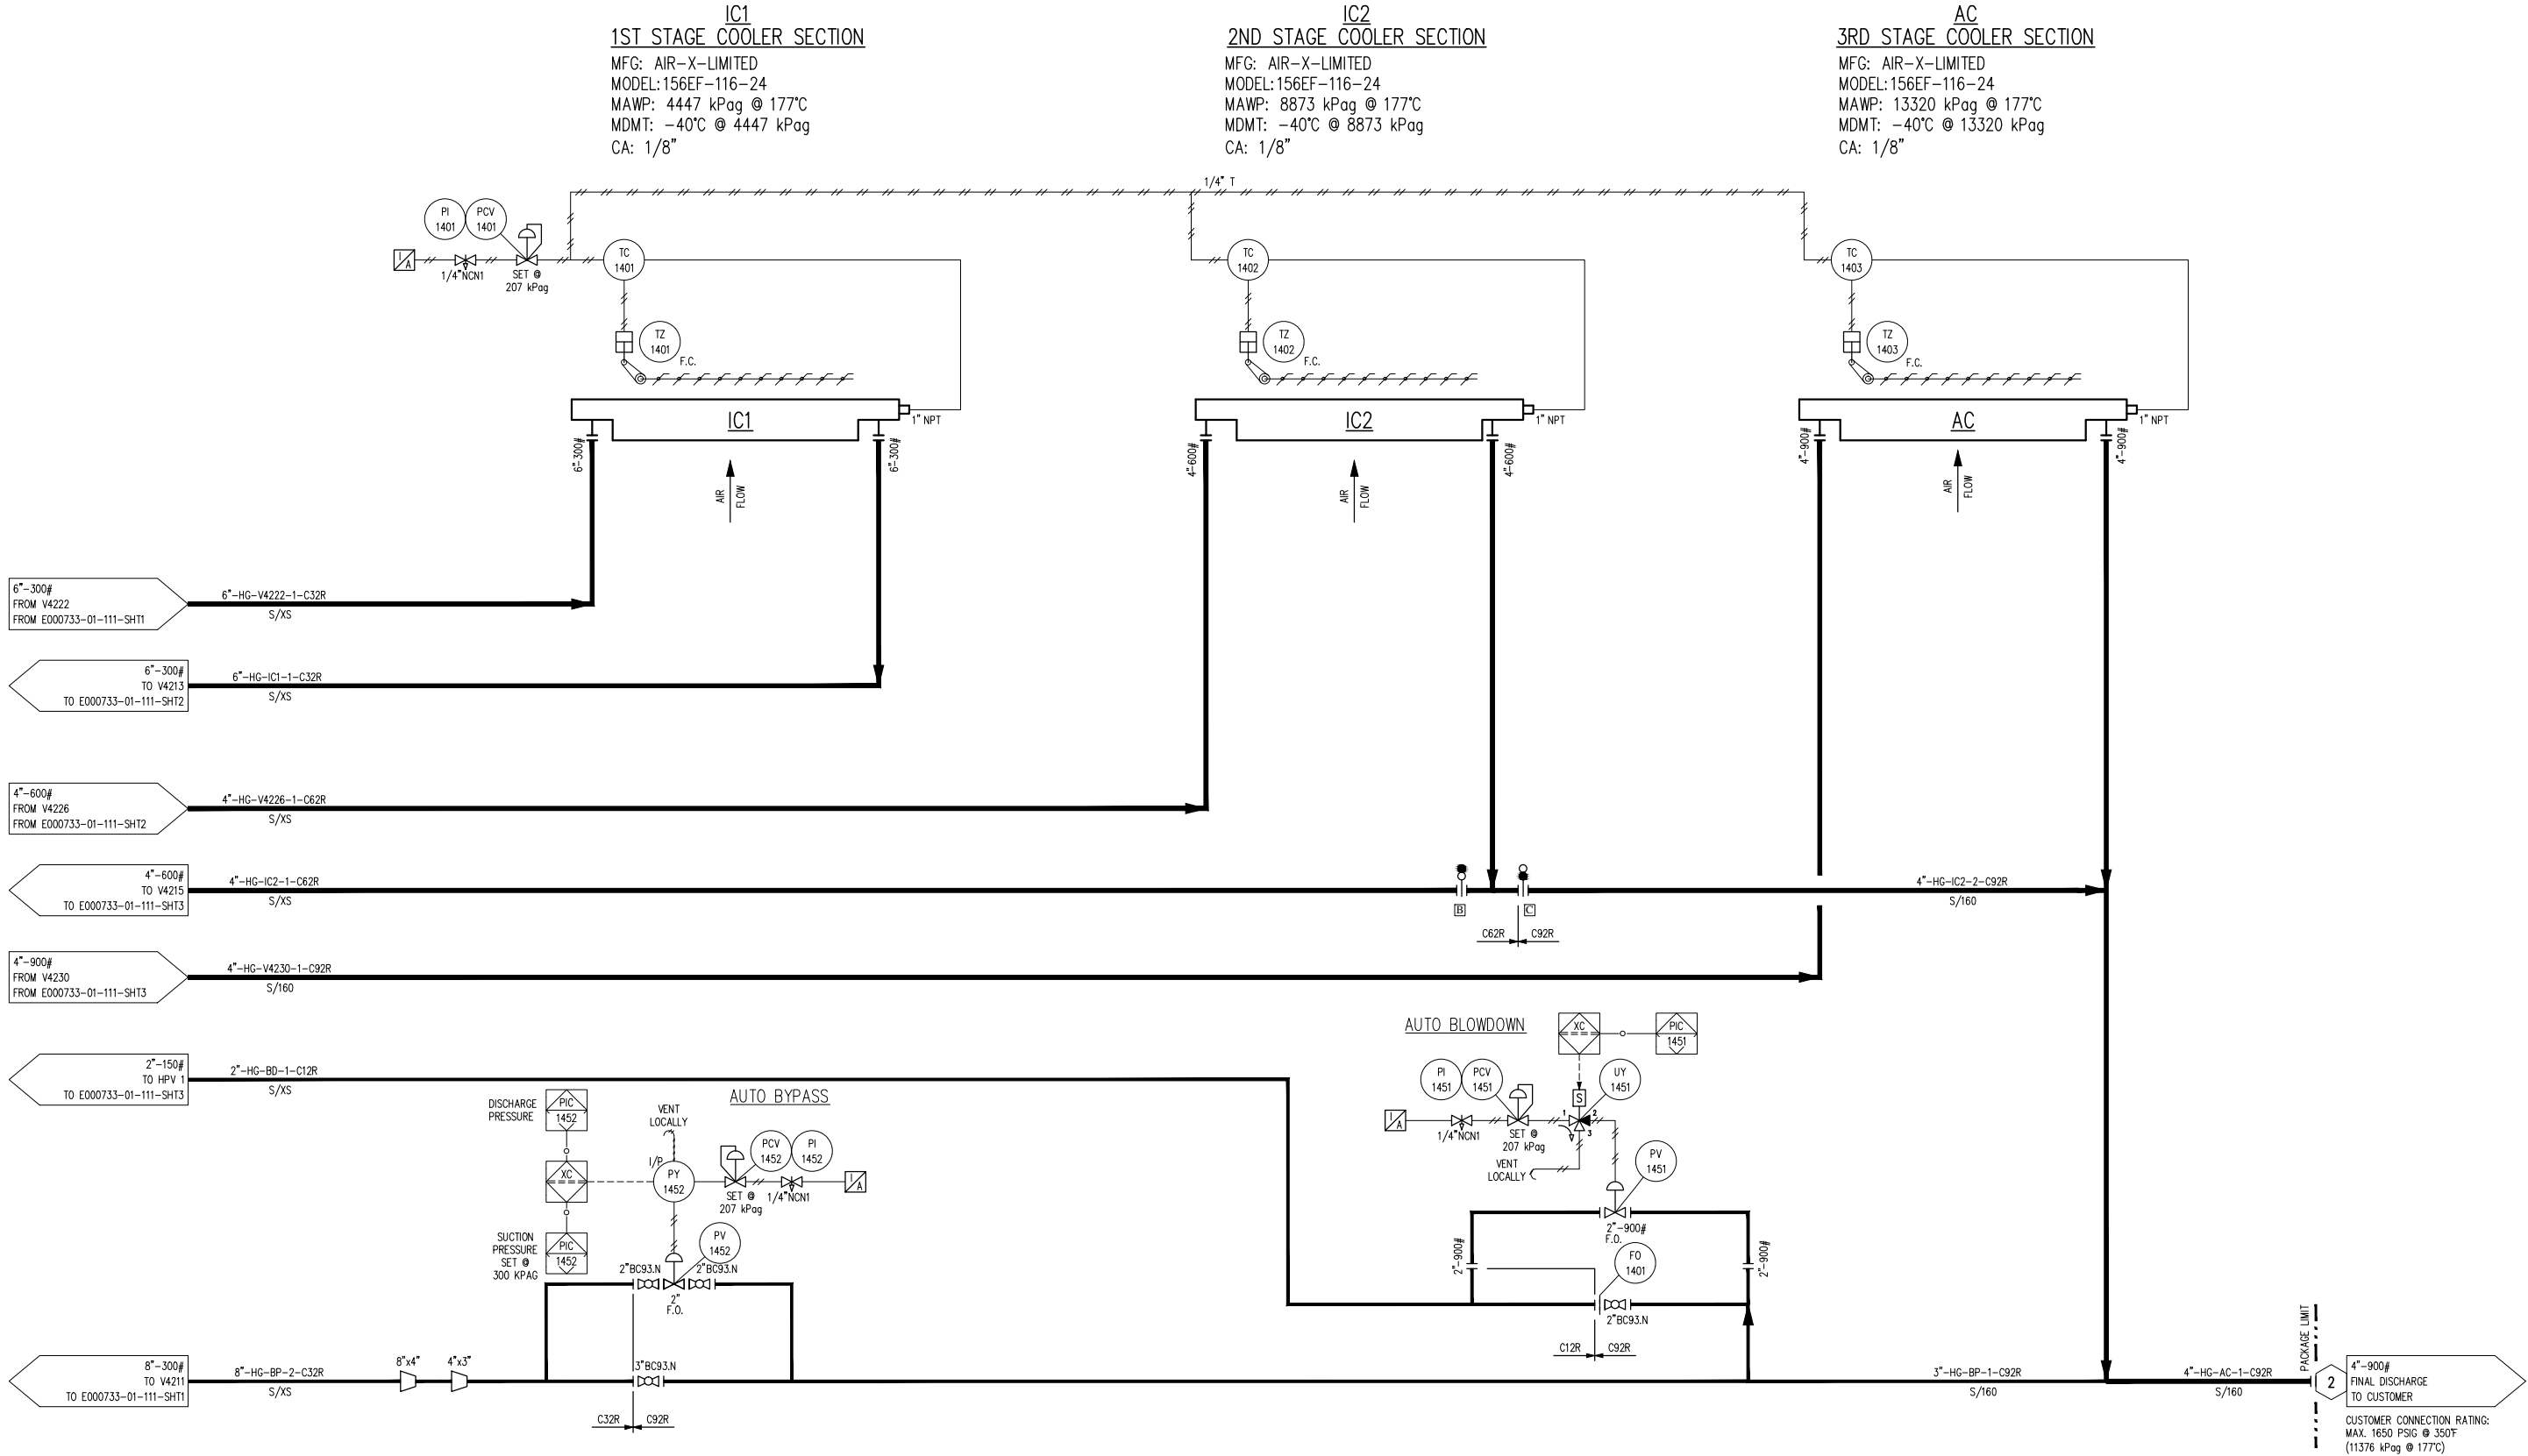 IC1
1ST STAGE COOLER SECTION
MFG: AIR-X-LIMITED
MODEL:156EF-116-24
MAWP: 4447 kPag @ 177°C
MDMT: -40°C @ 4447 kPag
CA: 1/8"
IC2
2ND STAGE COOLER SECTION
MFG: AIR-X-LIMITED
MODEL:156EF-116-24
MAWP: 8873 kPag @ 177°C
MDMT: -40°C @ 8873 kPag
CA: 1/8"
AC
3RD STAGE COOLER SECTION
MFG: AIR-X-LIMITED
MODEL:156EF-116-24
MAWP: 13320 kPag @ 177°C
MDMT: -40°C @ 13320 kPag
CA: 1/8"
1/4" T
PI
1401
PCV
1401
I/A
1/4"NCN1
SET @
207 kPag
TC
1401
TZ
1401
F.C.
IC1
1" NPT
6"-300#
6"-300#
AIR
FLOW
TC
1402
TZ
1402
F.C.
IC2
1" NPT
4"-600#
4"-600#
AIR
FLOW
TC
1403
TZ
1403
F.C.
AC
1" NPT
4"-900#
4"-900#
AIR
FLOW
6"-300#
FROM V4222
FROM E000733-01-111-SHT1
6"-HG-V4222-1-C32R
S/XS
6"-300#
TO V4213
TO E000733-01-111-SHT2
6"-HG-IC1-1-C32R
S/XS
4"-600#
FROM V4226
FROM E000733-01-111-SHT2
4"-HG-V4226-1-C62R
S/XS
4"-600#
TO V4215
TO E000733-01-111-SHT3
4"-HG-IC2-1-C62R
S/XS
B
C
C62R
C92R
4"-HG-IC2-2-C92R
S/160
4"-900#
FROM V4230
FROM E000733-01-111-SHT3
4"-HG-V4230-1-C92R
S/160
2"-150#
TO HPV 1
TO E000733-01-111-SHT3
2"-HG-BD-1-C12R
S/XS
AUTO BYPASS
DISCHARGE
PRESSURE
PIC
1452
XC
SUCTION
PRESSURE
SET @
300 KPAG
PIC
1452
VENT
LOCALLY
I/P
PY
1452
PCV
1452
PI
1452
I/A
SET @
207 kPag
1/4"NCN1
PV
1452
2"BC93.N
2"BC93.N
2"
F.O.
3"BC93.N
C32R
C92R
AUTO BLOWDOWN
XC
PIC
1451
PI
1451
PCV
1451
UY
1451
S
1
2
3
I/A
1/4"NCN1
SET @
207 kPag
VENT
LOCALLY
PV
1451
2"-900#
F.O.
2"-900#
2"-900#
FO
1401
2"BC93.N
C12R
C92R
8"-300#
TO V4211
TO E000733-01-111-SHT1
8"-HG-BP-2-C32R
S/XS
8"x4"
4"x3"
3"-HG-BP-1-C92R
S/160
4"-HG-AC-1-C92R
S/160
PACKAGE LIMIT
2
4"-900#
FINAL DISCHARGE
TO CUSTOMER
CUSTOMER CONNECTION RATING:
MAX. 1650 PSIG @ 350°F
(11376 kPag @ 177°C)